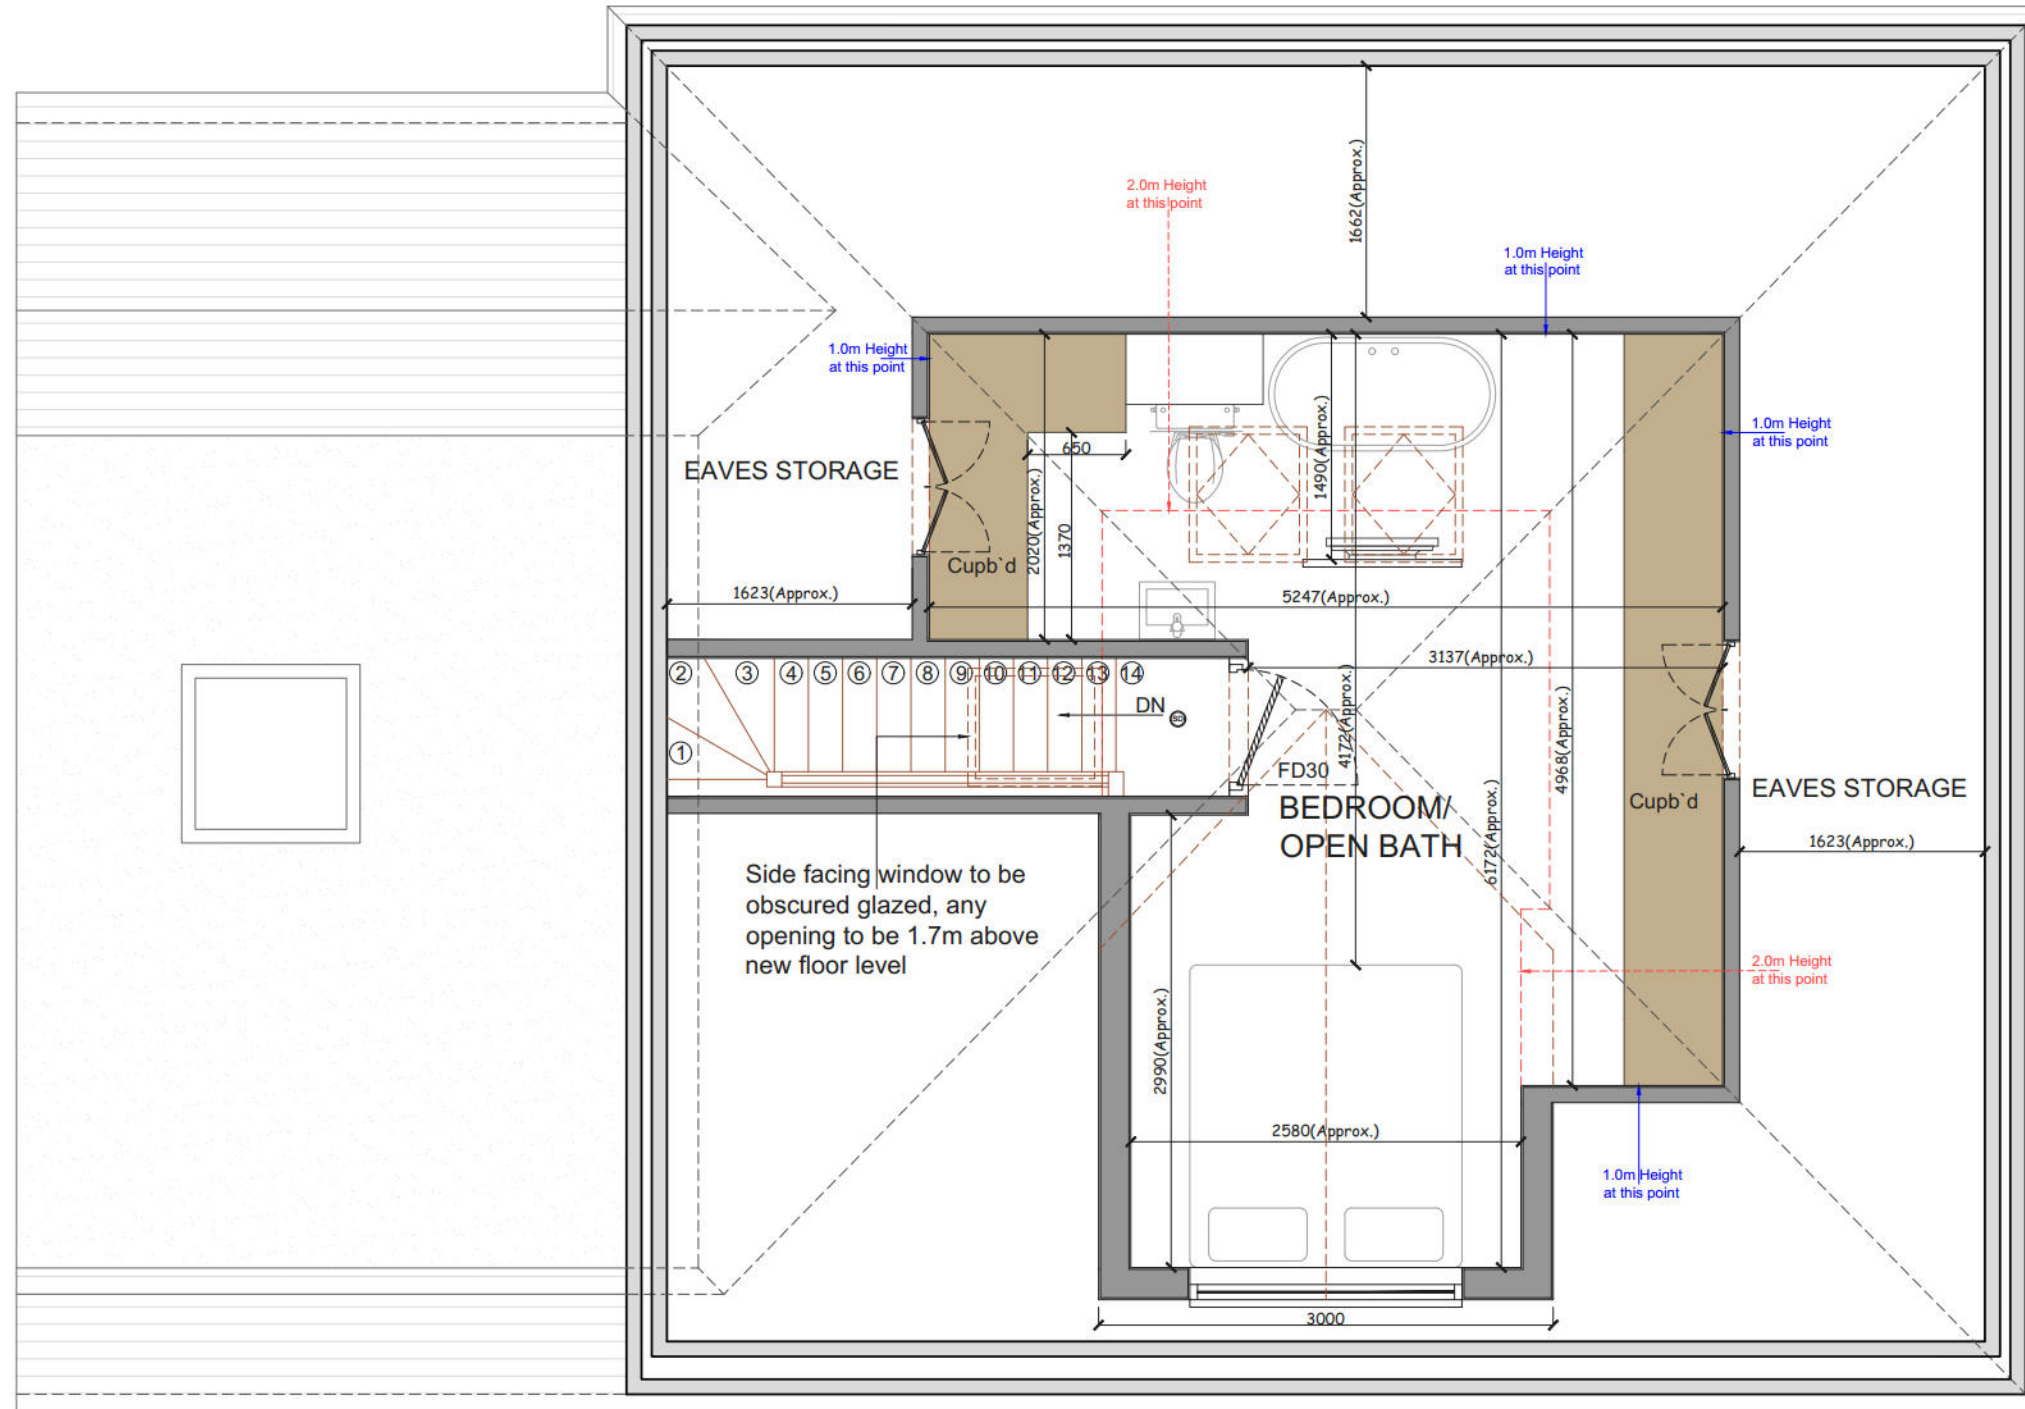 1662(Approx.)
2.0m Height
at this point
1.0m Height
at this point
1.0m Height
at this point
1.0m Height
at this point
EAVES STORAGE
650
1490(Approx.)
2020(Approx.)
1370
Cupb`d
1623(Approx.)
5247(Approx.)
3137(Approx.)
2
3
4
5
6
7
8
9
10
11
12
13
14
DN
SD
1
4172(Approx.)
4968(Approx.)
6172(Approx.)
FD30
BEDROOM/
OPEN BATH
Cupb`d
EAVES STORAGE
1623(Approx.)
Side facing window to be
obscured glazed, any
opening to be 1.7m above
new floor level
2.0m Height
at this point
2990(Approx.)
2580(Approx.)
1.0m Height
at this point
3000